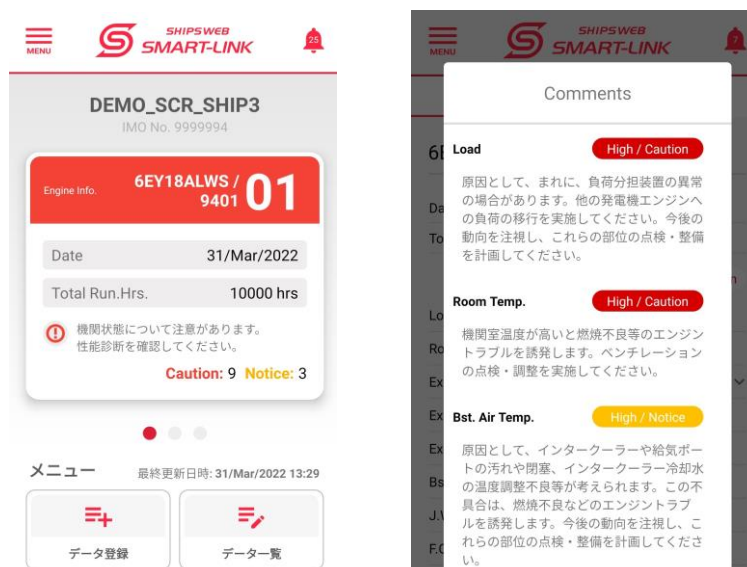 MENU
SHIPSWEB
SMART-LINK
25
DEMO_SCR_SHIP3
IMO No. 9999994
Engine Info.
6EY18ALWS /
9401
01
Date
31/Mar/2022
Total Run.Hrs.
10000 hrs
機関状態について注意があります。
性能診断を確認してください。
Caution: 9 Notice: 3
メニュー
最終更新日時: 31/Mar/2022 13:29
データ登録
データ一覧
MENU
SHIPSWEB
SMART-LINK
7
Comments
Load
High / Caution
原因として、まれに、負荷分担装置の異常
の場合があります。他の発電機エンジンへ
の負荷の移行を実施してください。今後の
動向を注視し、これらの部位の点検・整備
を計画してください。
Room Temp.
High / Caution
機関室温度が高いと燃焼不良等のエンジン
トラブルを誘発します。ベンチレーション
の点検・調整を実施してください。
Bst. Air Temp.
High / Notice
原因として、インタークーラーや給気ポー
トの汚れや閉塞、インタークーラー冷却水
の温度調整不良等が考えられます。この不
具合は、燃焼不良などのエンジントラブ
ルを誘発します。今後の動向を注視し、こ
れらの部位の点検・整備を計画してくださ
い。
6E
Da
To
Lo
Ro
Ex
Ex
Ex
Bs
J.W
F.O